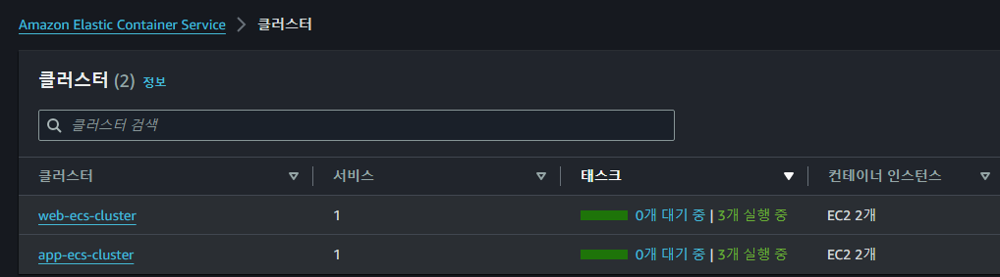 Amazon Elastic Container Service > 클러스터
클러스터 (2) 정보
클러스터 검색
클러스터 서비스 태스크 컨테이너 인스턴스
web-ecs-cluster 1 0개 대기 중 | 3개 실행 중 EC2 2개
app-ecs-cluster 1 0개 대기 중 | 3개 실행 중 EC2 2개